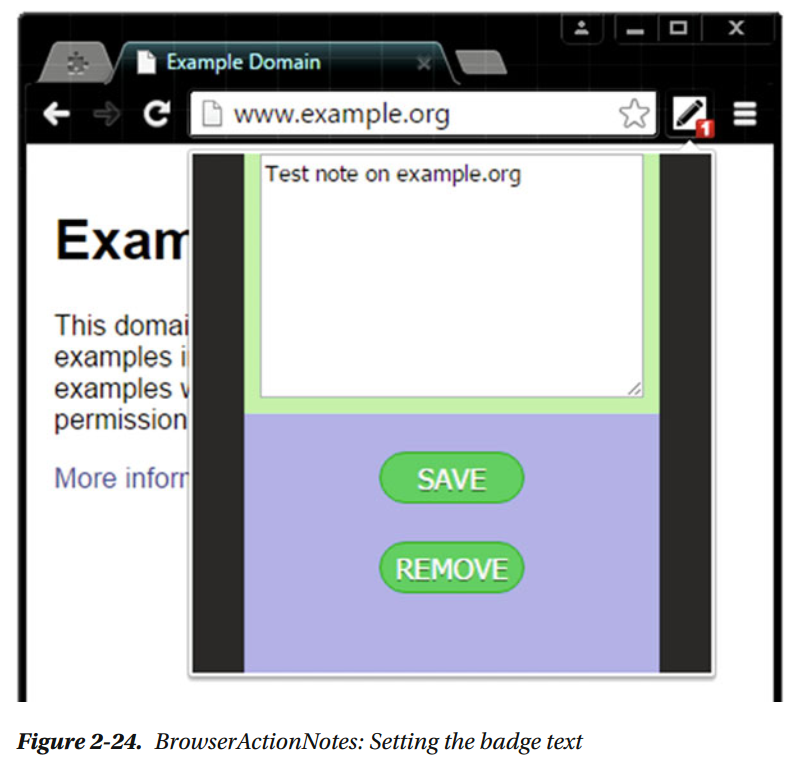 Example Domain
www.example.org
1
Test note on example.org
Exam
This domai
examples i
examples w
permission
More inforr
SAVE
REMOVE
Figure 2-24. BrowserActionNotes: Setting the badge text